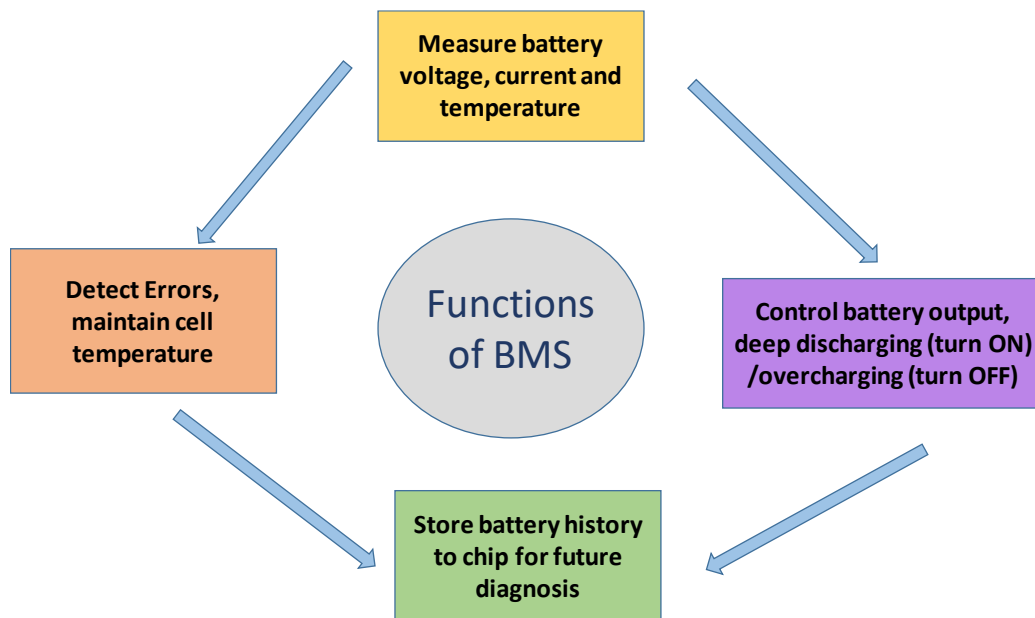 Measure battery
voltage, current and
temperature
Detect Errors,
maintain cell
temperature
Functions
of BMS
Control battery output,
deep discharging (turn ON)
/overcharging (turn OFF)
Store battery history
to chip for future
diagnosis